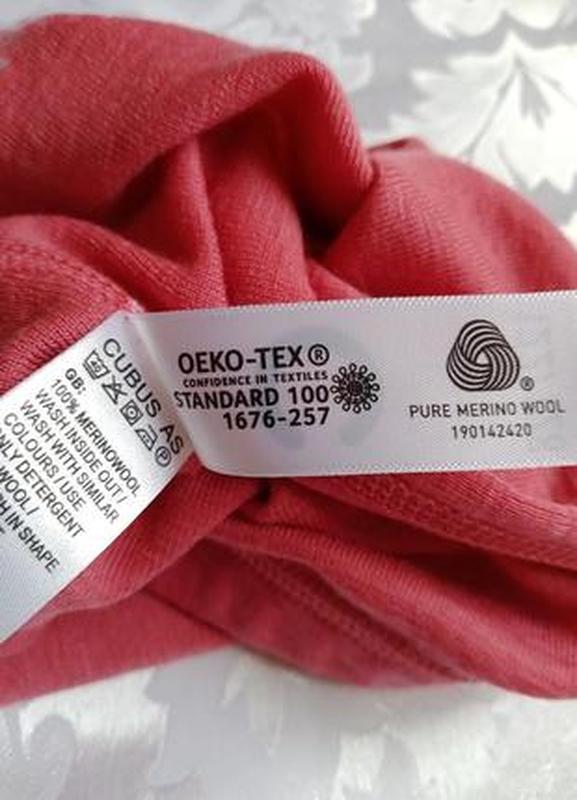 CUBUS AS
GB:
100% MERINOWOOL
WASH INSIDE OUT /
WASH WITH SIMILAR
COLOURS / USE
ONLY DETERGENT
WOOL /
IN SHAPE
OEKO-TEX®
CONFIDENCE IN TEXTILES
STANDARD 100
1676-257
®
PURE MERINO WOOL
190142420